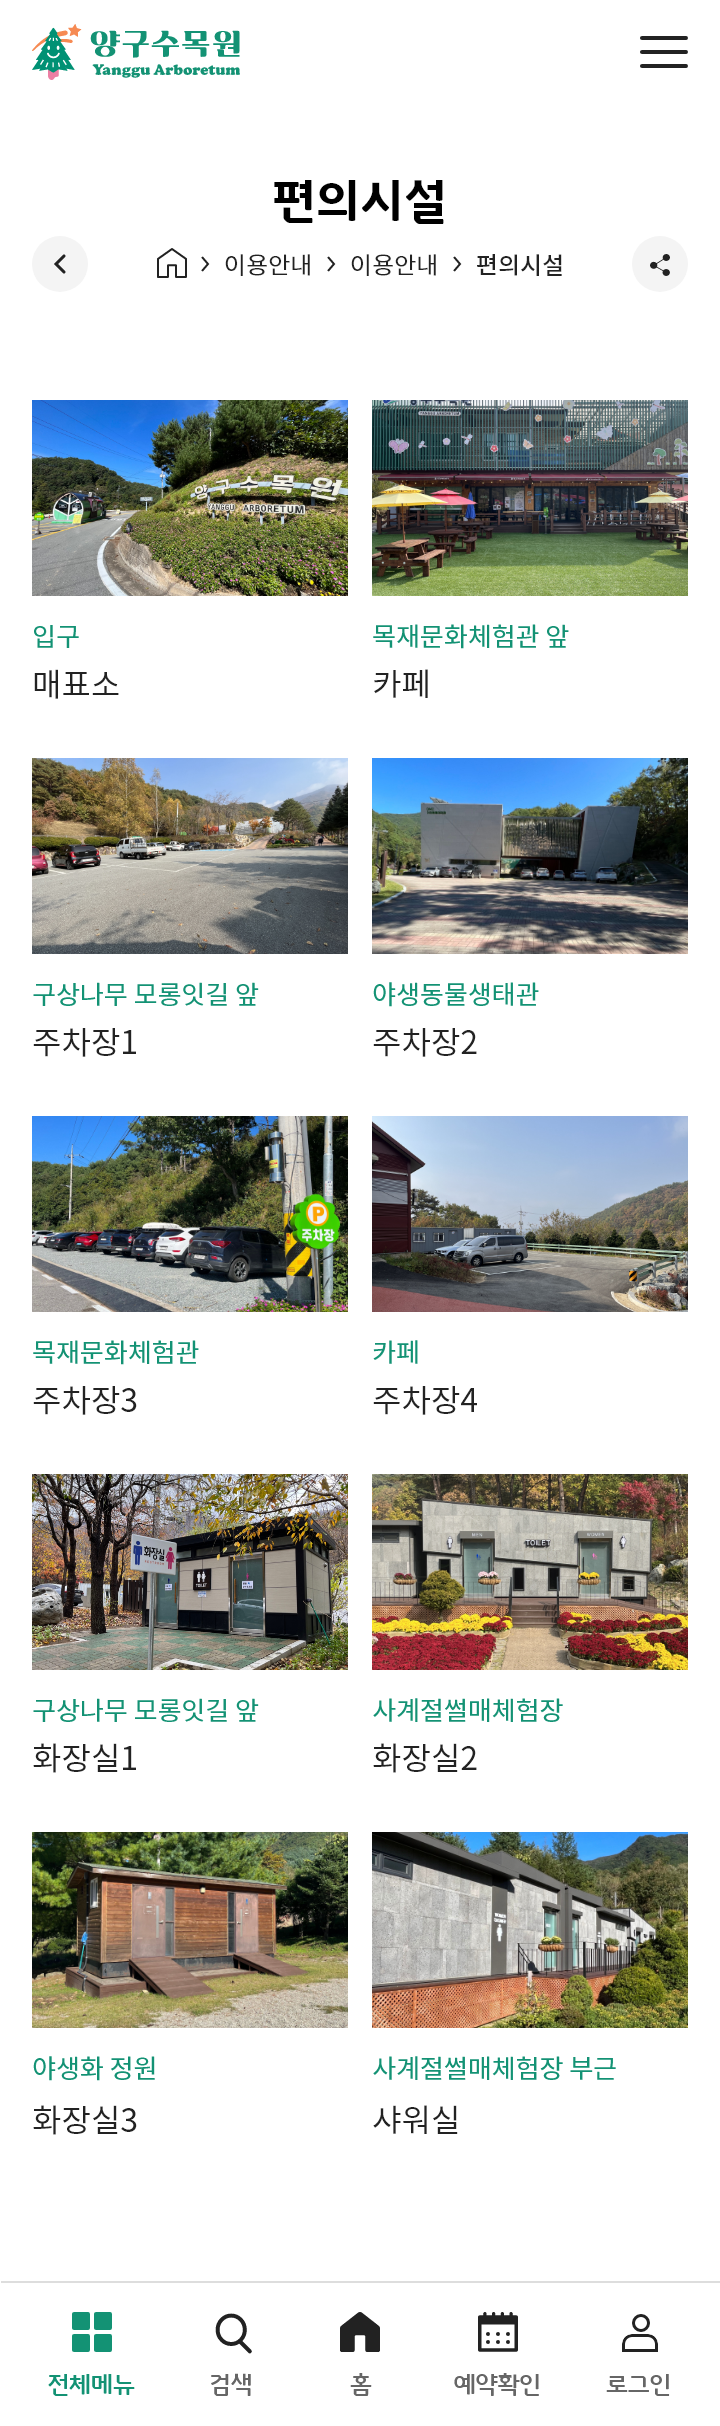 양구수목원
Yanggu Arboretum
편의시설
이용안내 > 이용안내 > 편의시설
양구수목원
YANGGU ARBORETUM
입구
매표소
목재문화체험관 앞
카페
구상나무 모롱잇길 앞
주차장1
야생동물생태관
주차장2
P
주차장
목재문화체험관
주차장3
카페
주차장4
화장실
TOILET
구상나무 모롱잇길 앞
화장실1
TOILET
사계절썰매체험장
화장실2
야생화 정원
화장실3
사계절썰매체험장 부근
샤워실
전체메뉴
검색
홈
예약확인
로그인